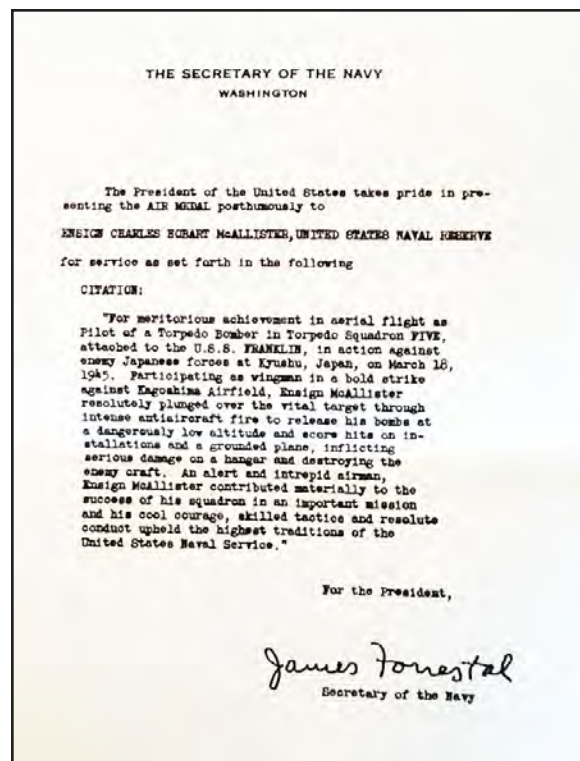 THE SECRETARY OF THE NAVY
WASHINGTON
The President of the United States takes pride in pre-
senting the AIR MEDAL posthumously to
ENSIGN CHARLES HOBART McALLISTER, UNITED STATES NAVAL RESERVE
for service as set forth in the following
CITATION:
"For meritorious achievement in aerial flight as
Pilot of a Torpedo Bomber in Torpedo Squadron FIVE,
attached to the U.S.S. FRANKLIN, in action against
enemy Japanese forces at Kyushu, Japan, on March 18,
1945. Participating as wingman in a bold strike
against Kagoshima Airfield, Ensign McAllister
resolutely plunged over the vital target through
intense antiaircraft fire to release his bombs at
a dangerously low altitude and score hits on in-
stallations and a grounded plane, inflicting
serious damage on a hangar and destroying the
enemy craft. An alert and intrepid airman,
Ensign McAllister contributed materially to the
success of his squadron in an important mission
and his cool courage, skilled tactics and resolute
conduct upheld the highest traditions of the
United States Naval Service."
For the President,
James Forrestal
Secretary of the Navy